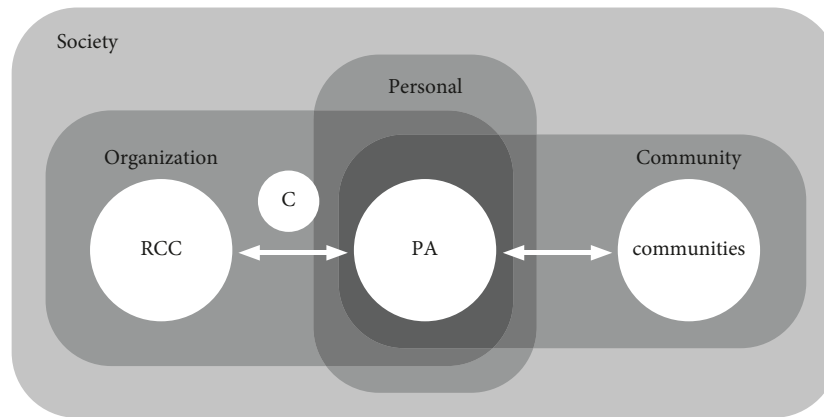 Society
Personal
Organization
Community
C
RCC
PA
communities